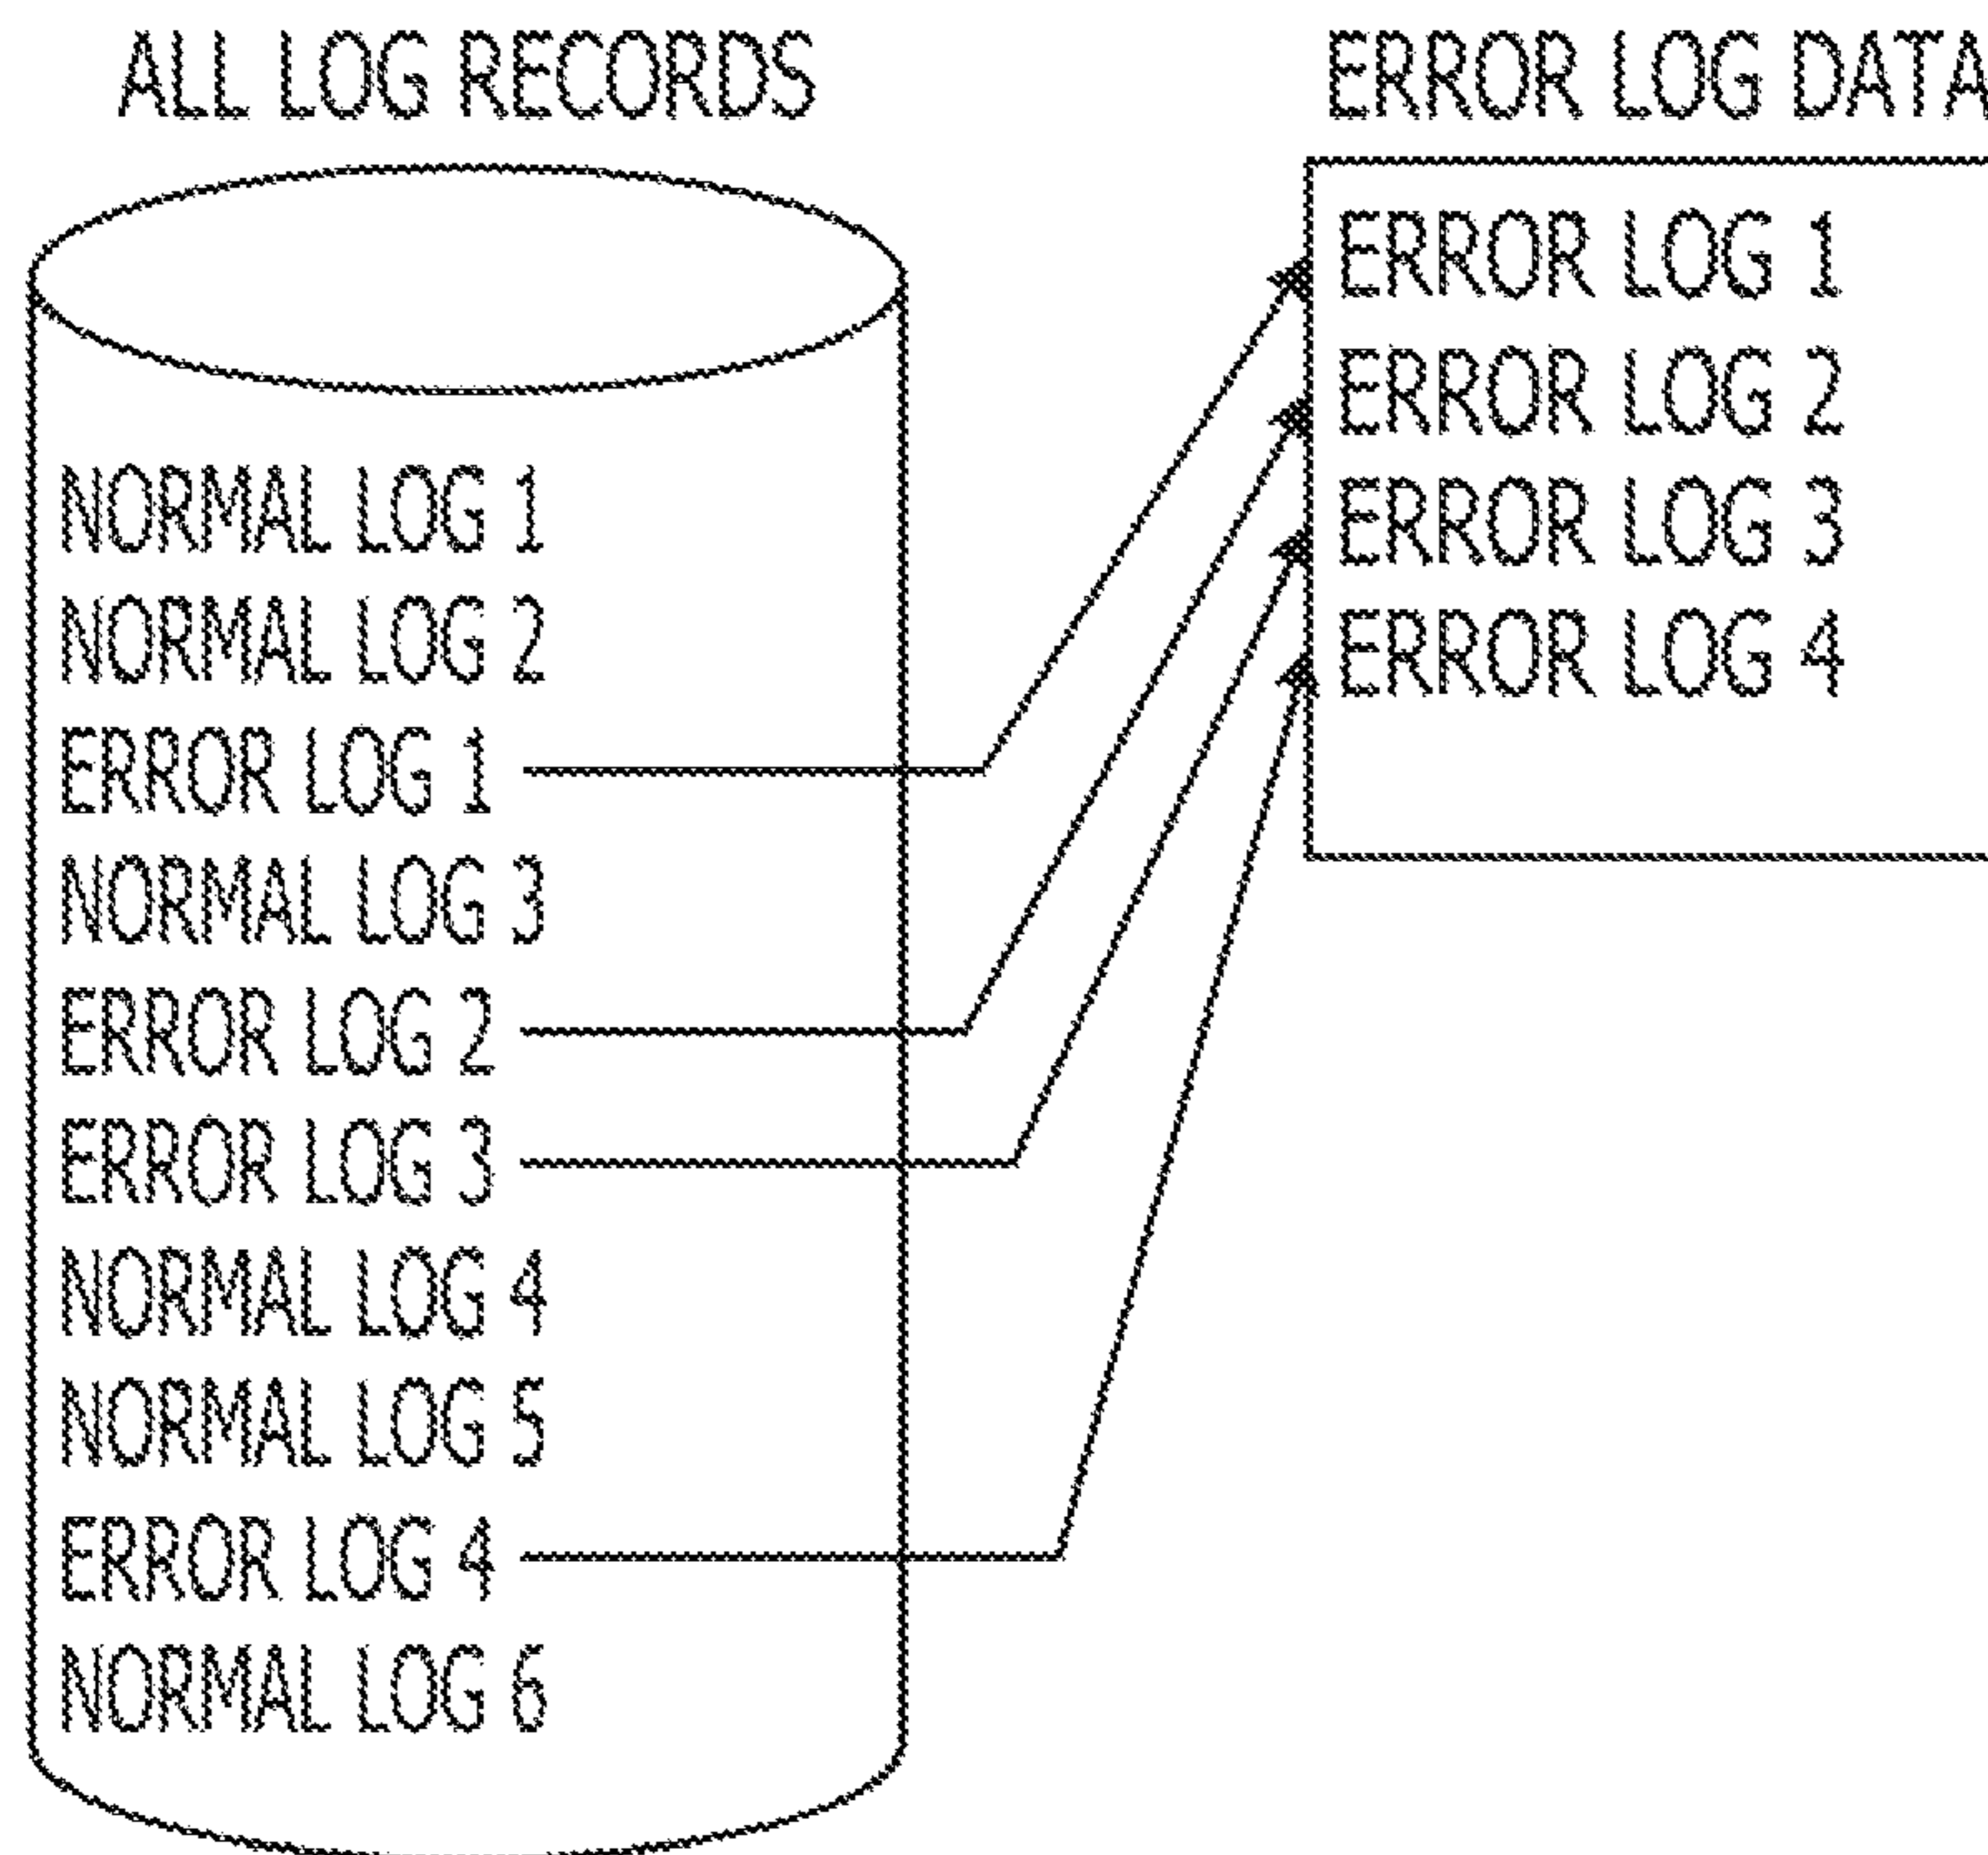 ALL LOG RECORDS
NORMAL LOG 1
NORMAL LOG 2
ERROR LOG 1
NORMAL LOG 3
ERROR LOG 2
ERROR LOG 3
NORMAL LOG 4
NORMAL LOG 5
ERROR LOG 4
NORMAL LOG 6
ERROR LOG DATA
ERROR LOG 1
ERROR LOG 2
ERROR LOG 3
ERROR LOG 4